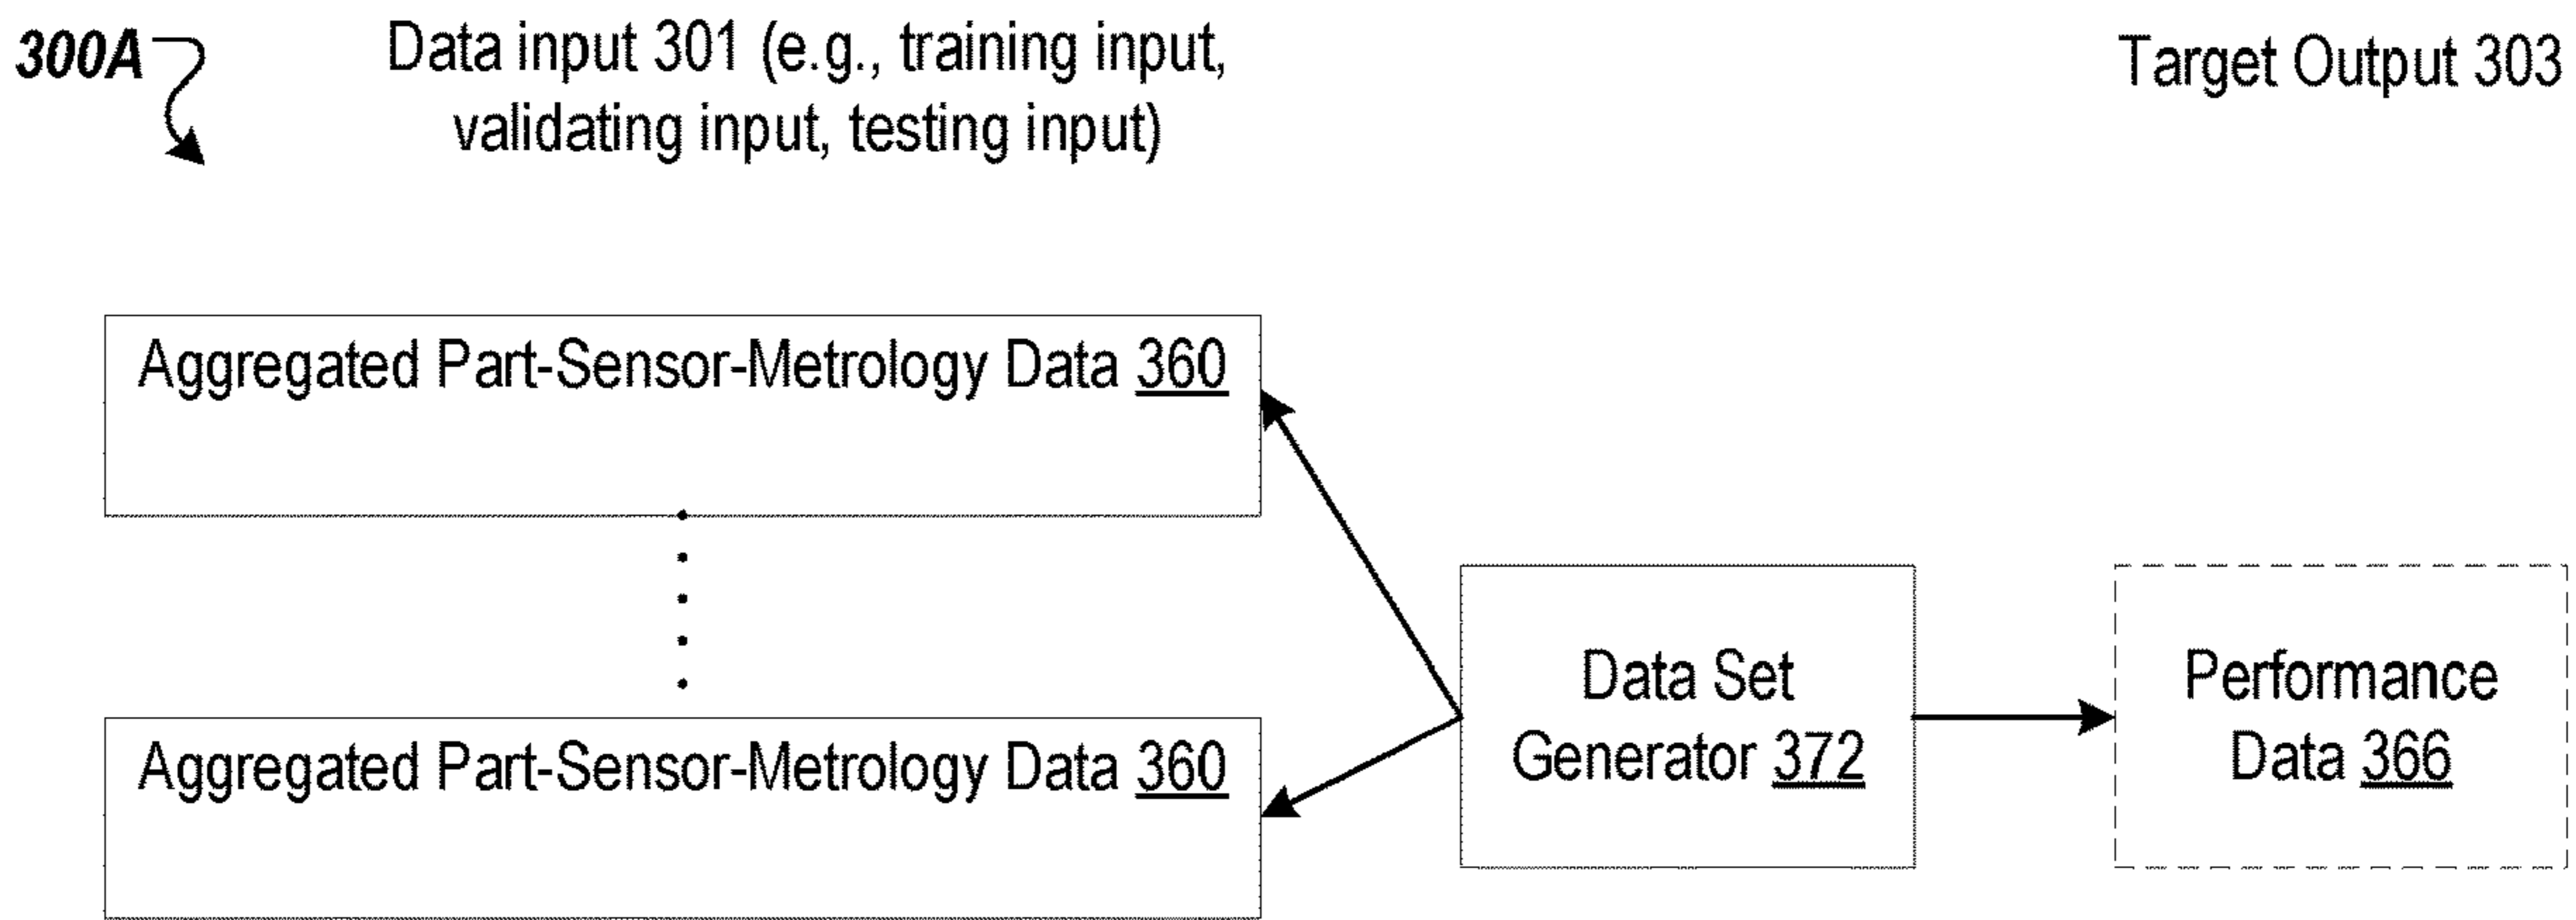 300A
Data input 301 (e.g., training input,
validating input, testing input)
Target Output 303
Aggregated Part-Sensor-Metrology Data 360
Aggregated Part-Sensor-Metrology Data 360
Data Set
Generator 372
Performance
Data 366